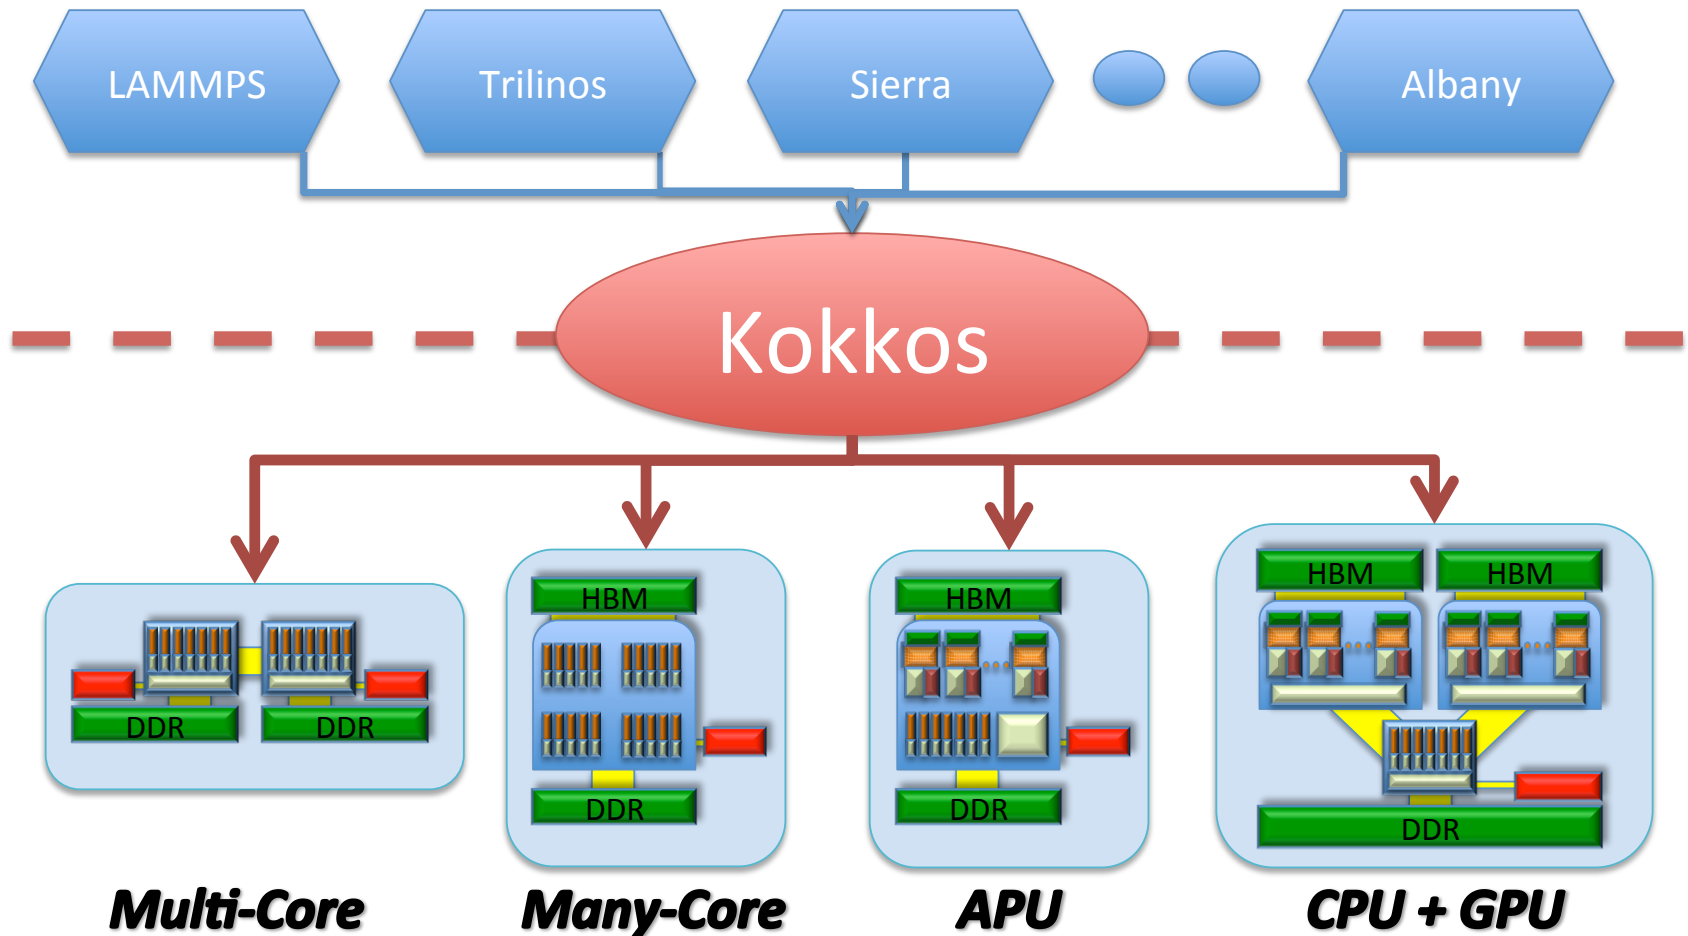 LAMMPS
Trilinos
Sierra
Albany
Kokkos
HBM
HBM
HBM
HBM
DDR
DDR
DDR
DDR
DDR
Multi-Core
Many-Core
APU
CPU + GPU